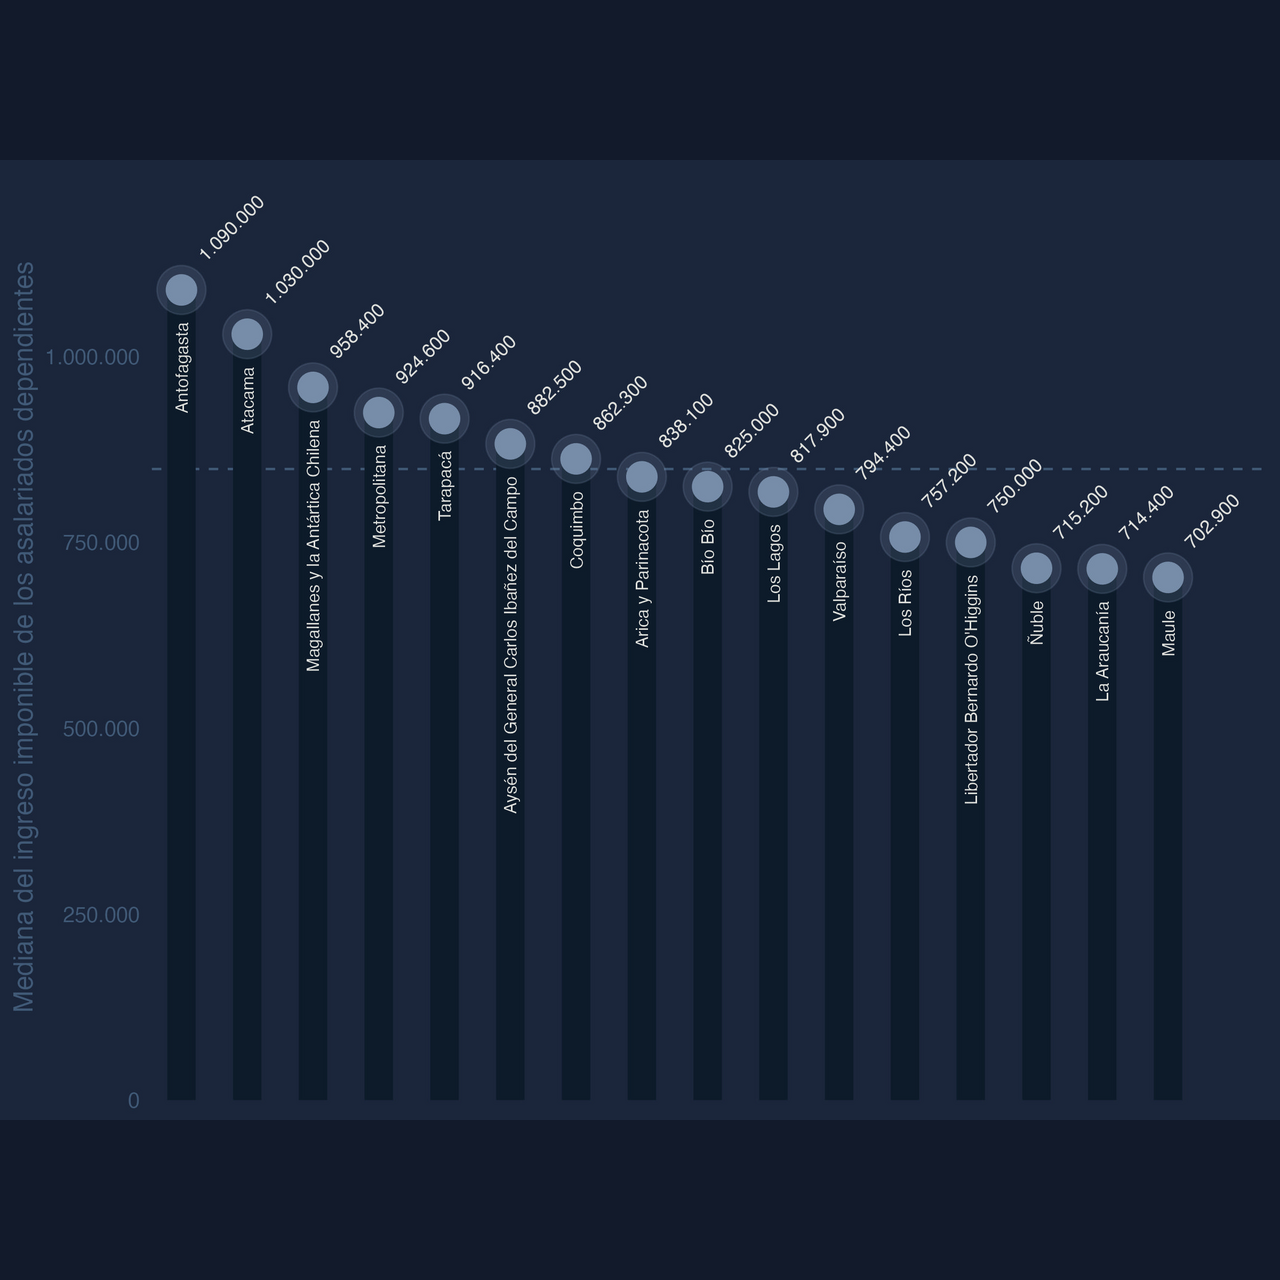 Mediana del ingreso imponible de los asalariados dependientes
1.000.000
750.000
500.000
250.000
0
1.090.000
Antofagasta
1.030.000
Atacama
958.400
Magallanes y la Antártica Chilena
924.600
Metropolitana
916.400
Tarapacá
882.500
Aysén del General Carlos Ibañez del Campo
862.300
Coquimbo
838.100
Arica y Parinacota
825.000
Bío Bío
817.900
Los Lagos
794.400
Valparaíso
757.200
Los Ríos
750.000
Libertador Bernardo O'Higgins
715.200
Ñuble
714.400
La Araucanía
702.900
Maule